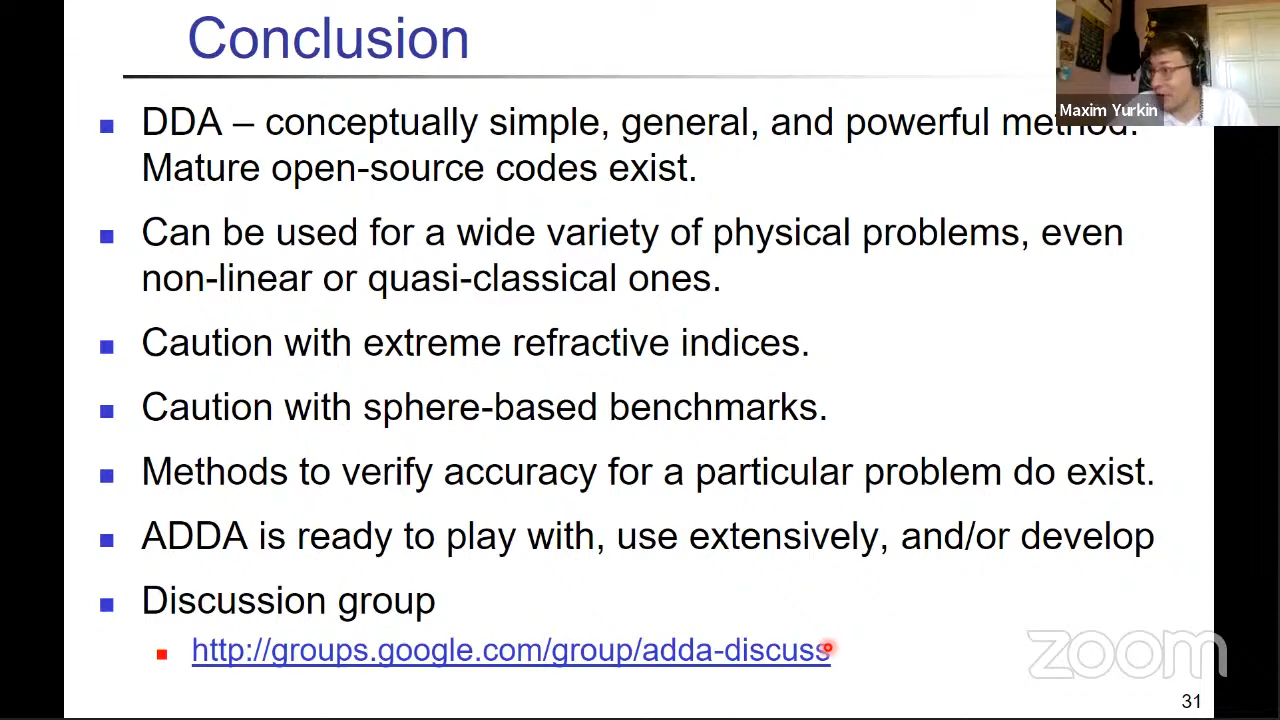 Conclusion
Maxim Yurkin
DDA – conceptually simple, general, and powerful method.
Mature open-source codes exist.
Can be used for a wide variety of physical problems, even
non-linear or quasi-classical ones.
Caution with extreme refractive indices.
Caution with sphere-based benchmarks.
Methods to verify accuracy for a particular problem do exist.
ADDA is ready to play with, use extensively, and/or develop
Discussion group
http://groups.google.com/group/adda-discuss
zoom
31